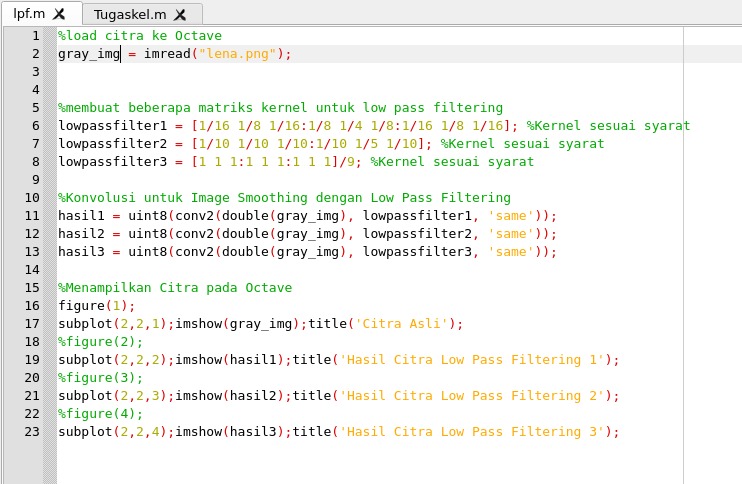 lpf.m
Tugaskel.m
1 %load citra ke Octave
2 gray_img = imread("lena.png");
3
4
5 %membuat beberapa matriks kernel untuk low pass filtering
6 lowpassfilter1 = [1/16 1/8 1/16:1/8 1/4 1/8:1/16 1/8 1/16]; %Kernel sesuai syarat
7 lowpassfilter2 = [1/10 1/10 1/10:1/10 1/5 1/10]; %Kernel sesuai syarat
8 lowpassfilter3 = [1 1 1:1 1 1:1 1 1]/9; %Kernel sesuai syarat
9
10 %Konvolusi untuk Image Smoothing dengan Low Pass Filtering
11 hasil1 = uint8(conv2(double(gray_img), lowpassfilter1, 'same'));
12 hasil2 = uint8(conv2(double(gray_img), lowpassfilter2, 'same'));
13 hasil3 = uint8(conv2(double(gray_img), lowpassfilter3, 'same'));
14
15 %Menampilkan Citra pada Octave
16 figure(1);
17 subplot(2,2,1);imshow(gray_img);title('Citra Asli');
18 %figure(2);
19 subplot(2,2,2);imshow(hasil1);title('Hasil Citra Low Pass Filtering 1');
20 %figure(3);
21 subplot(2,2,3);imshow(hasil2);title('Hasil Citra Low Pass Filtering 2');
22 %figure(4);
23 subplot(2,2,4);imshow(hasil3);title('Hasil Citra Low Pass Filtering 3');